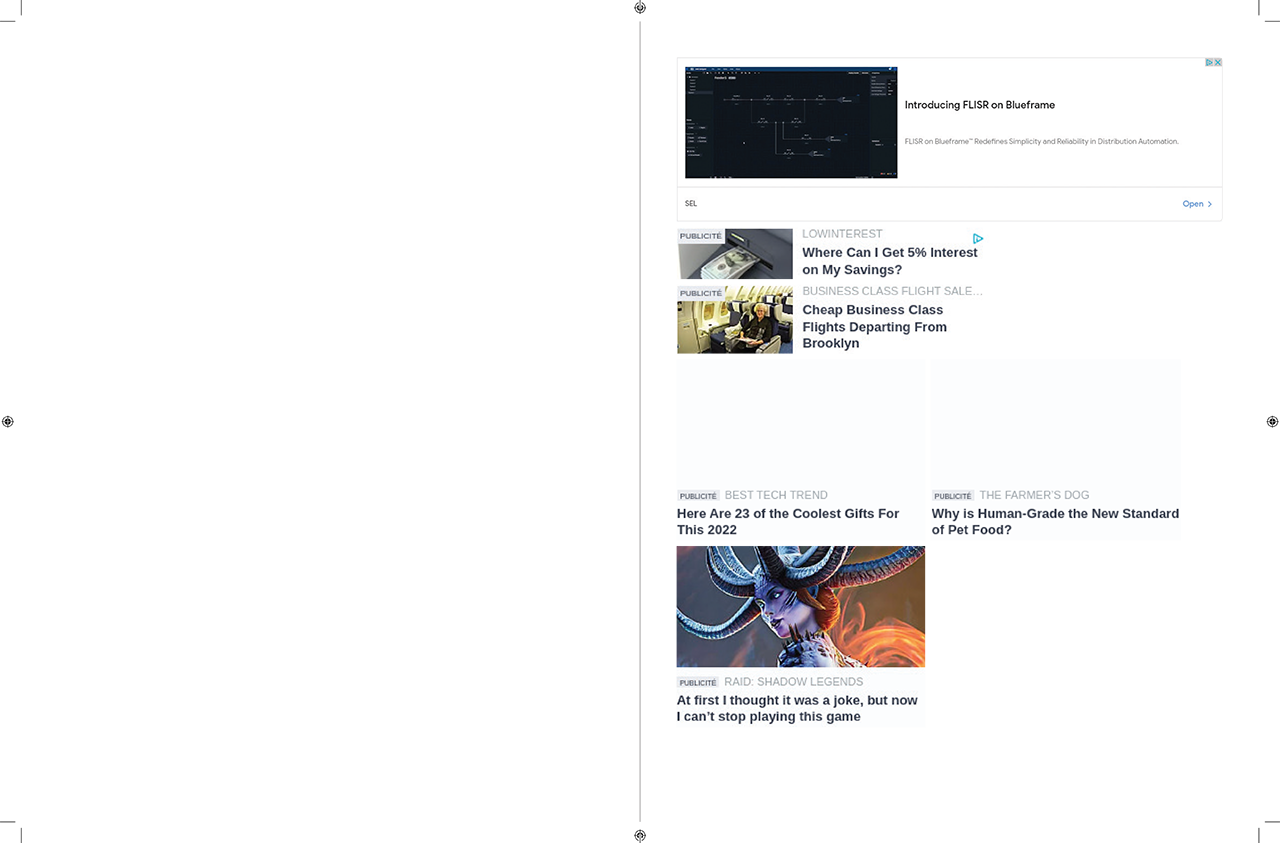 Introducing FLISR on Blueframe
FLISR on Blueframe™ Redefines Simplicity and Reliability in Distribution Automation.
SEL
Open
PUBLICITÉ
LOWINTEREST
Where Can I Get 5% Interest
on My Savings?
PUBLICITÉ
BUSINESS CLASS FLIGHT SALE…
Cheap Business Class
Flights Departing From
Brooklyn
PUBLICITÉ BEST TECH TREND
Here Are 23 of the Coolest Gifts For
This 2022
PUBLICITÉ THE FARMER'S DOG
Why is Human-Grade the New Standard
of Pet Food?
PUBLICITÉ RAID: SHADOW LEGENDS
At first I thought it was a joke, but now
I can’t stop playing this game